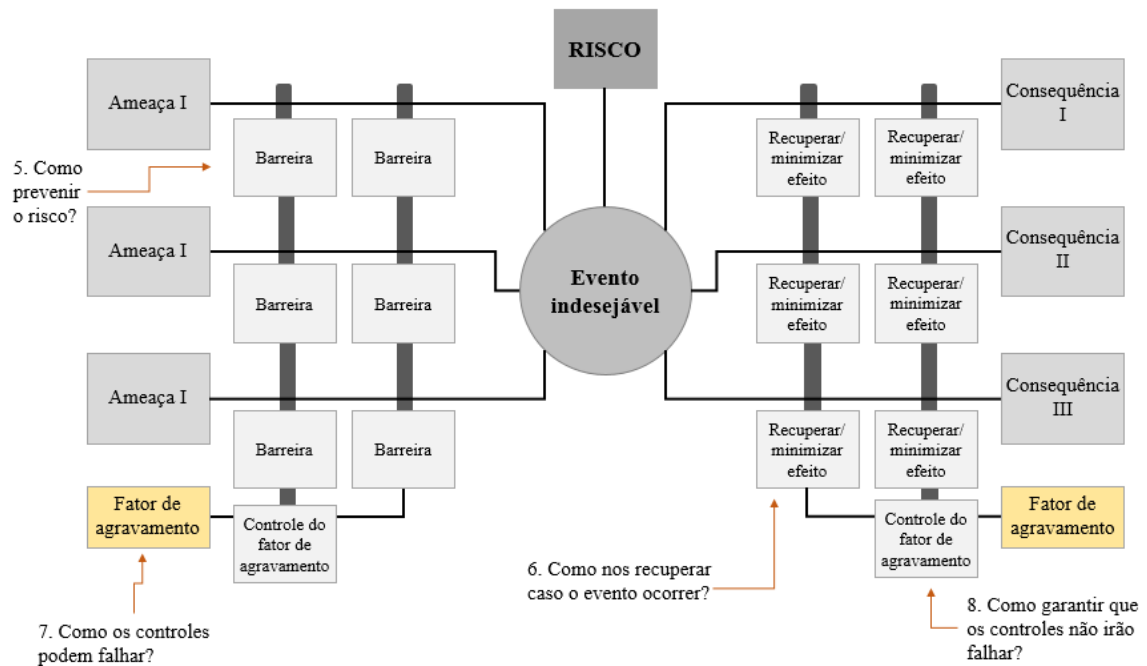 RISCO
Ameaça I
Consequência
I
Barreira
Barreira
Recuperar/
minimizar
efeito
Recuperar/
minimizar
efeito
5. Como
prevenir
o risco?
Ameaça I
Consequência
II
Evento
indesejável
Barreira
Barreira
Recuperar/
minimizar
efeito
Recuperar/
minimizar
efeito
Ameaça I
Consequência
III
Barreira
Barreira
Recuperar/
minimizar
efeito
Recuperar/
minimizar
efeito
Fator de
agravamento
Controle do
fator de
agravamento
Controle do
fator de
agravamento
Fator de
agravamento
6. Como nos recuperar
caso o evento ocorrer?
7. Como os controles
podem falhar?
8. Como garantir que
os controles não irão
falhar?